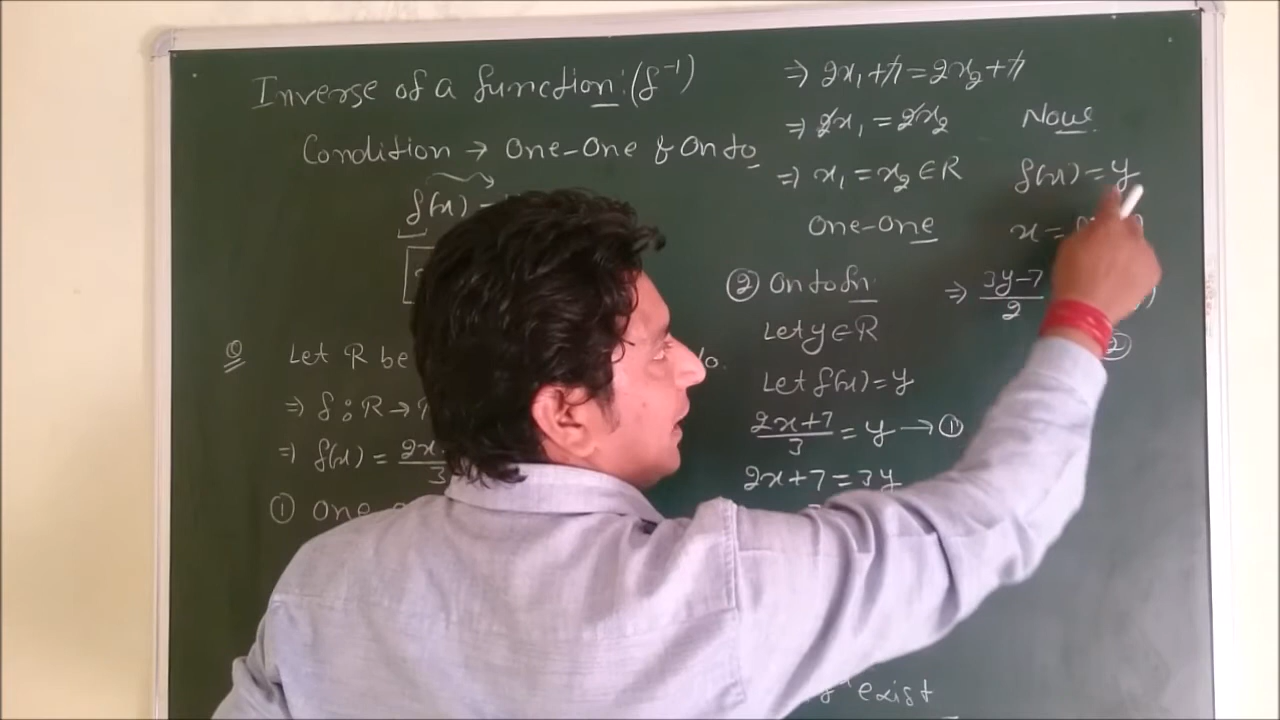 Inverse of a function: (f⁻¹)
Condition → One-One & Onto
f(x)
Q Let R be
⇒ f : R →
⇒ f(x) = 2x
3
① One
⇒ 2x₁ + 7 = 2x₂ + 7
⇒ 2x₁ = 2x₂
⇒ x₁ = x₂ ∈ R
One-One
② Onto fn.
Let y ∈ R
Let f(x) = y
(2x+7)/3 = y → ①
2x + 7 = 3y
exist
Now
f(x) = y
x =
⇒ (3y-7)/2
②